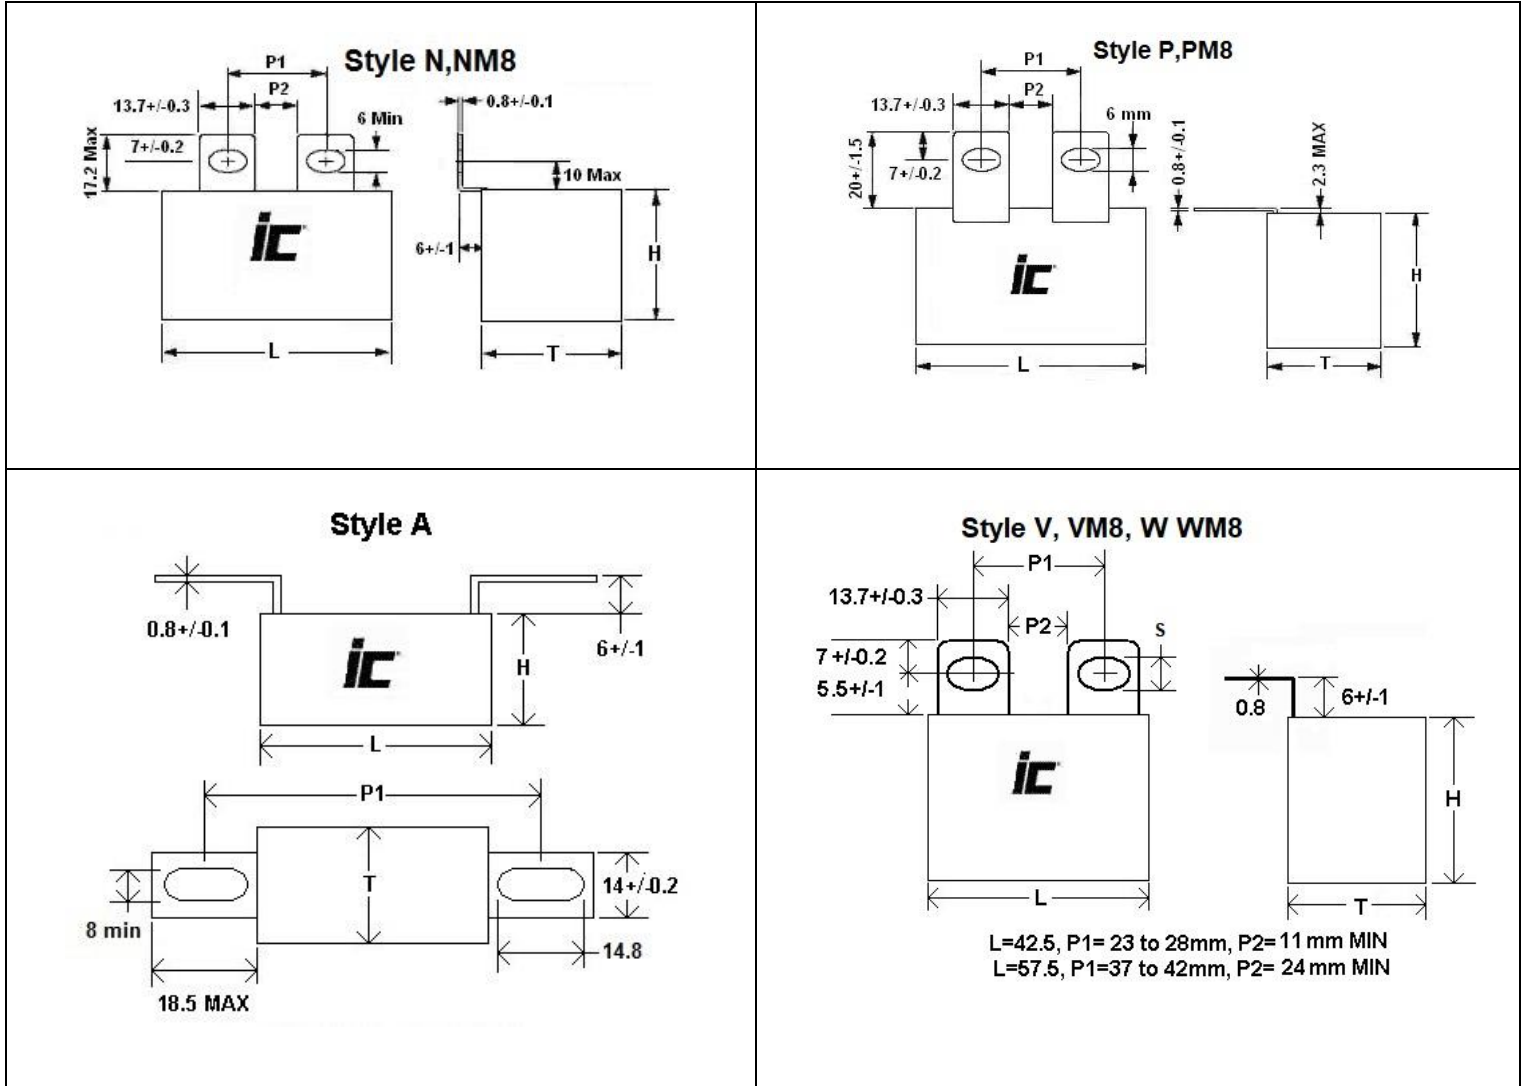 Style N,NM8
P1
P2
13.7+/-0.3
0.8+/-0.1
6 Min
7+/-0.2
17.2 Max
10 Max
ic
6+/-1
H
L
T
Style P,PM8
P1
P2
13.7+/-0.3
6 mm
20+/-1.5
7+/-0.2
0.8+/-0.1
2.3 MAX
ic
H
L
T
Style A
0.8+/-0.1
6+/-1
ic
H
L
P1
T
14+/-0.2
8 min
14.8
18.5 MAX
Style V, VM8, W WM8
P1
13.7+/-0.3
P2
S
7 +/-0.2
5.5+/-1
0.8
6+/-1
ic
H
L
T
L=42.5, P1= 23 to 28mm, P2= 11 mm MIN
L=57.5, P1=37 to 42mm, P2= 24 mm MIN